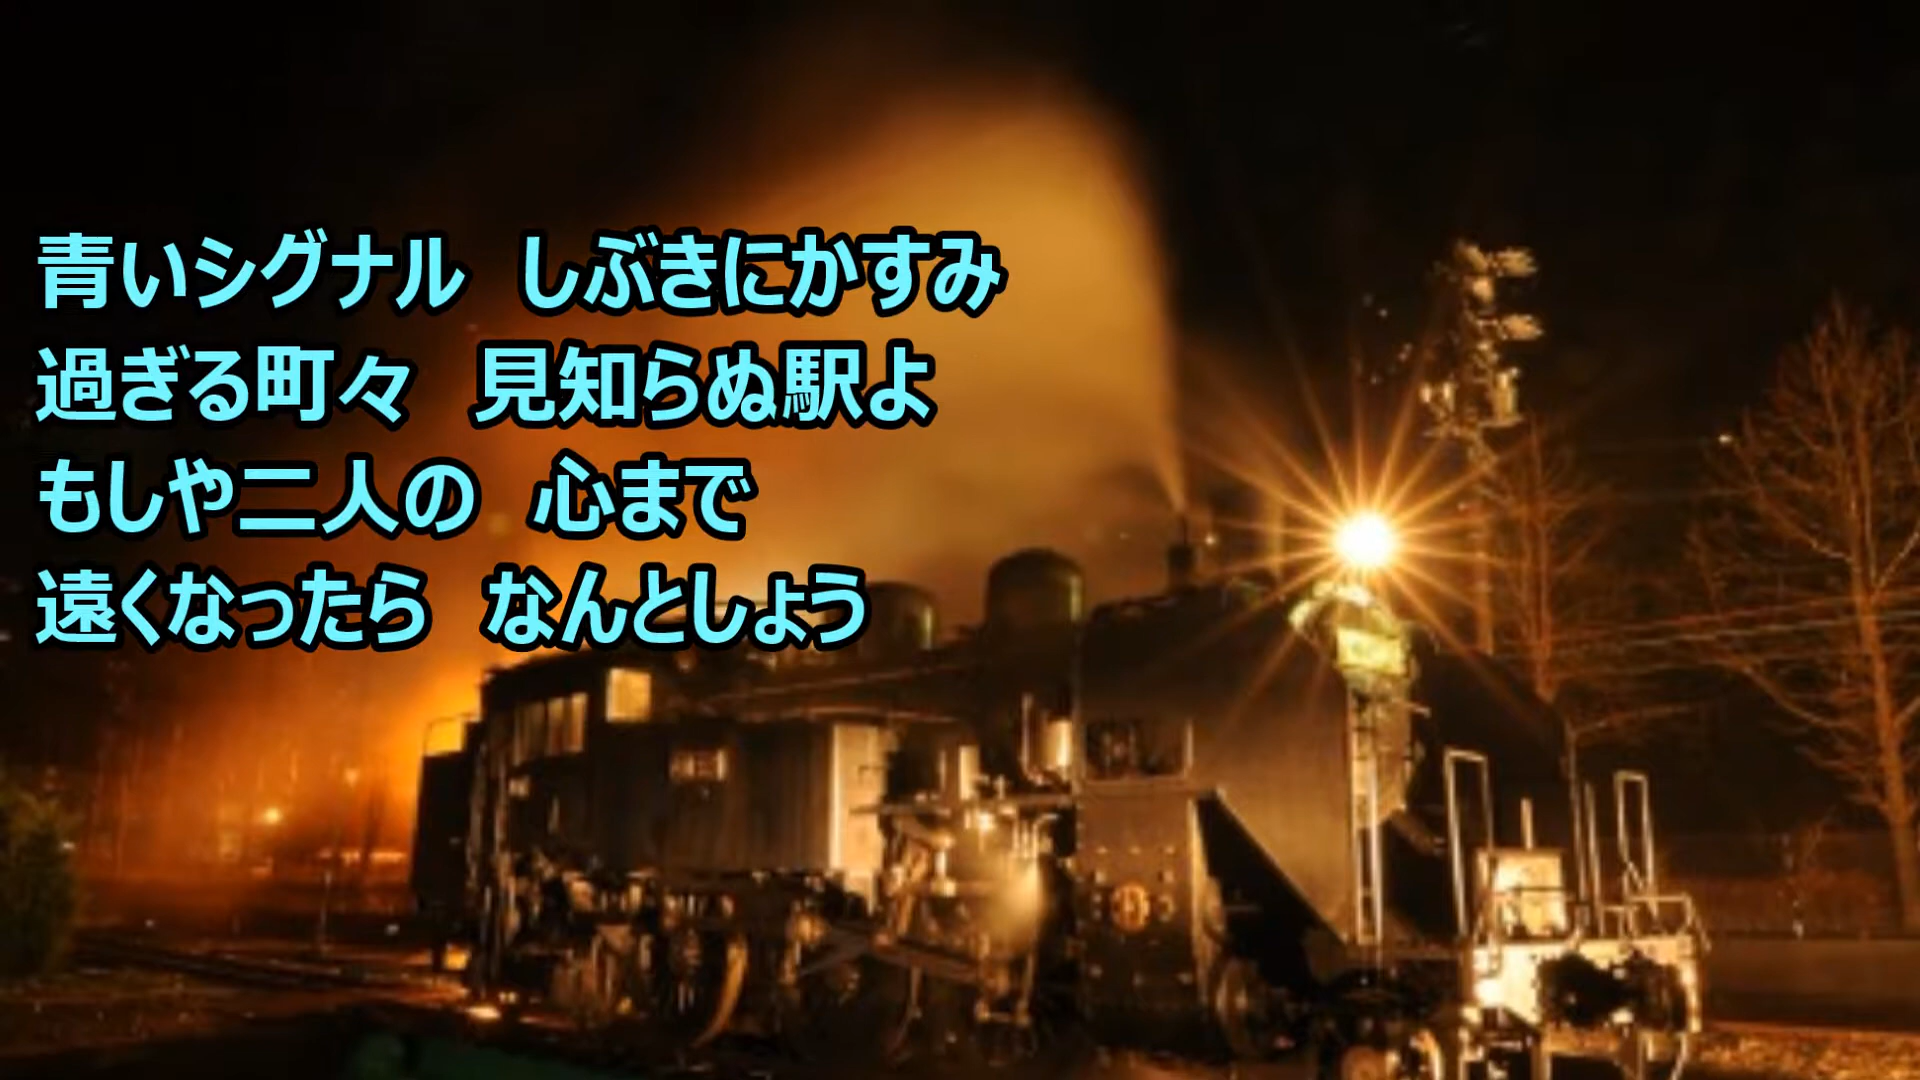 青いシグナル　しぶきにかすみ
過ぎる町々　見知らぬ駅よ
もしや二人の　心まで
遠くなったら　なんとしょう